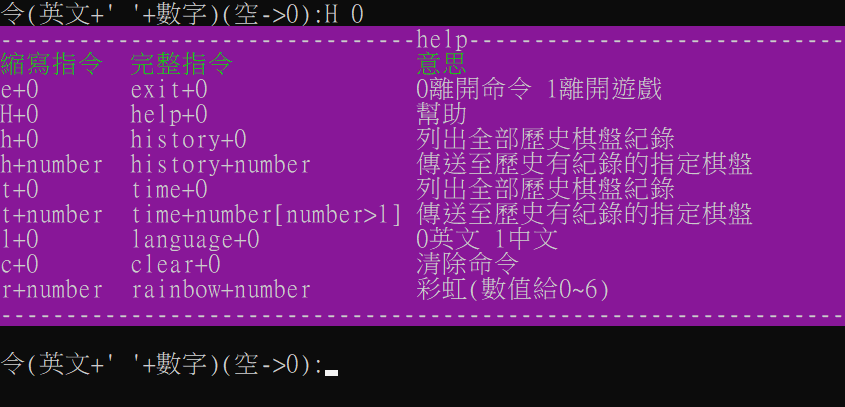 令(英文+' '+數字)(空->0):H 0
--------------------------------help-----------------------------
縮寫指令 完整指令 意思
e+0 exit+0 0離開命令 1離開遊戲
H+0 help+0 幫助
h+0 history+0 列出全部歷史棋盤紀錄
h+number history+number 傳送至歷史有紀錄的指定棋盤
t+0 time+0 列出全部歷史棋盤紀錄
t+number time+number[number>1] 傳送至歷史有紀錄的指定棋盤
l+0 language+0 0英文 1中文
c+0 clear+0 清除命令
r+number rainbow+number 彩虹(數值給0~6)
-----------------------------------------------------------------
令(英文+' '+數字)(空->0):